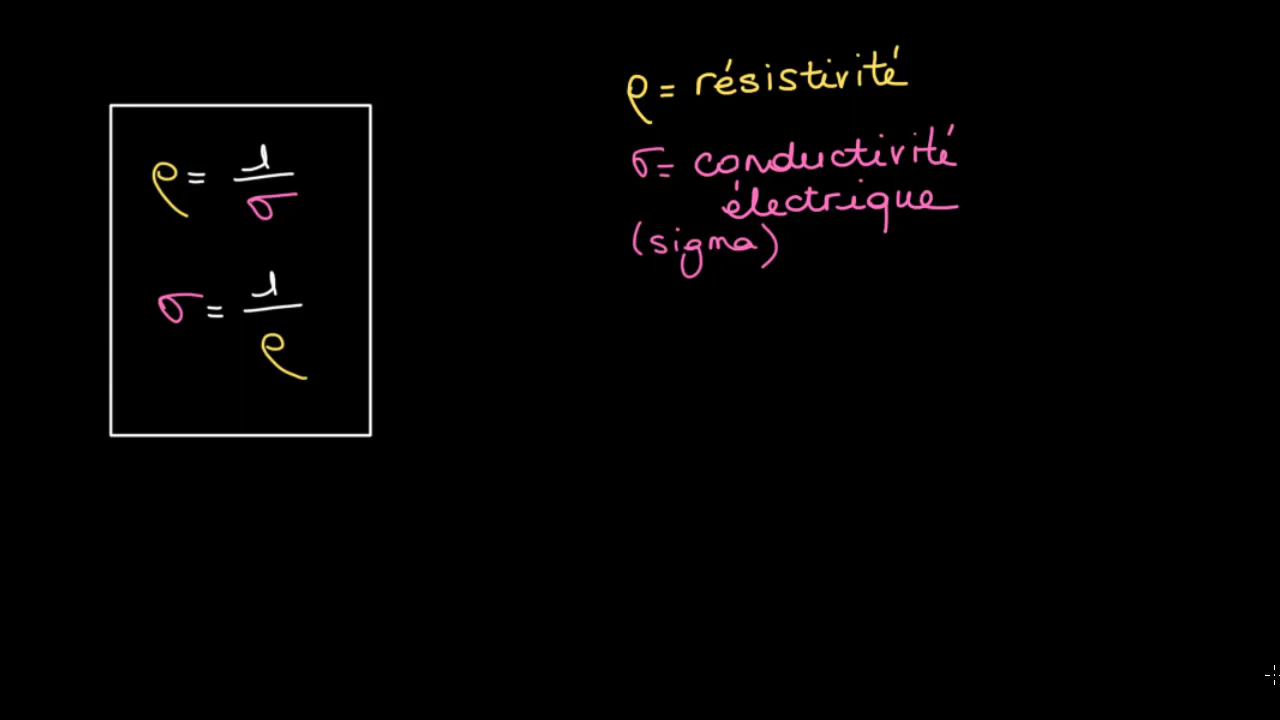 ρ = 1/σ
σ = 1/ρ
ρ = résistivité
σ = conductivité
électrique
(sigma)